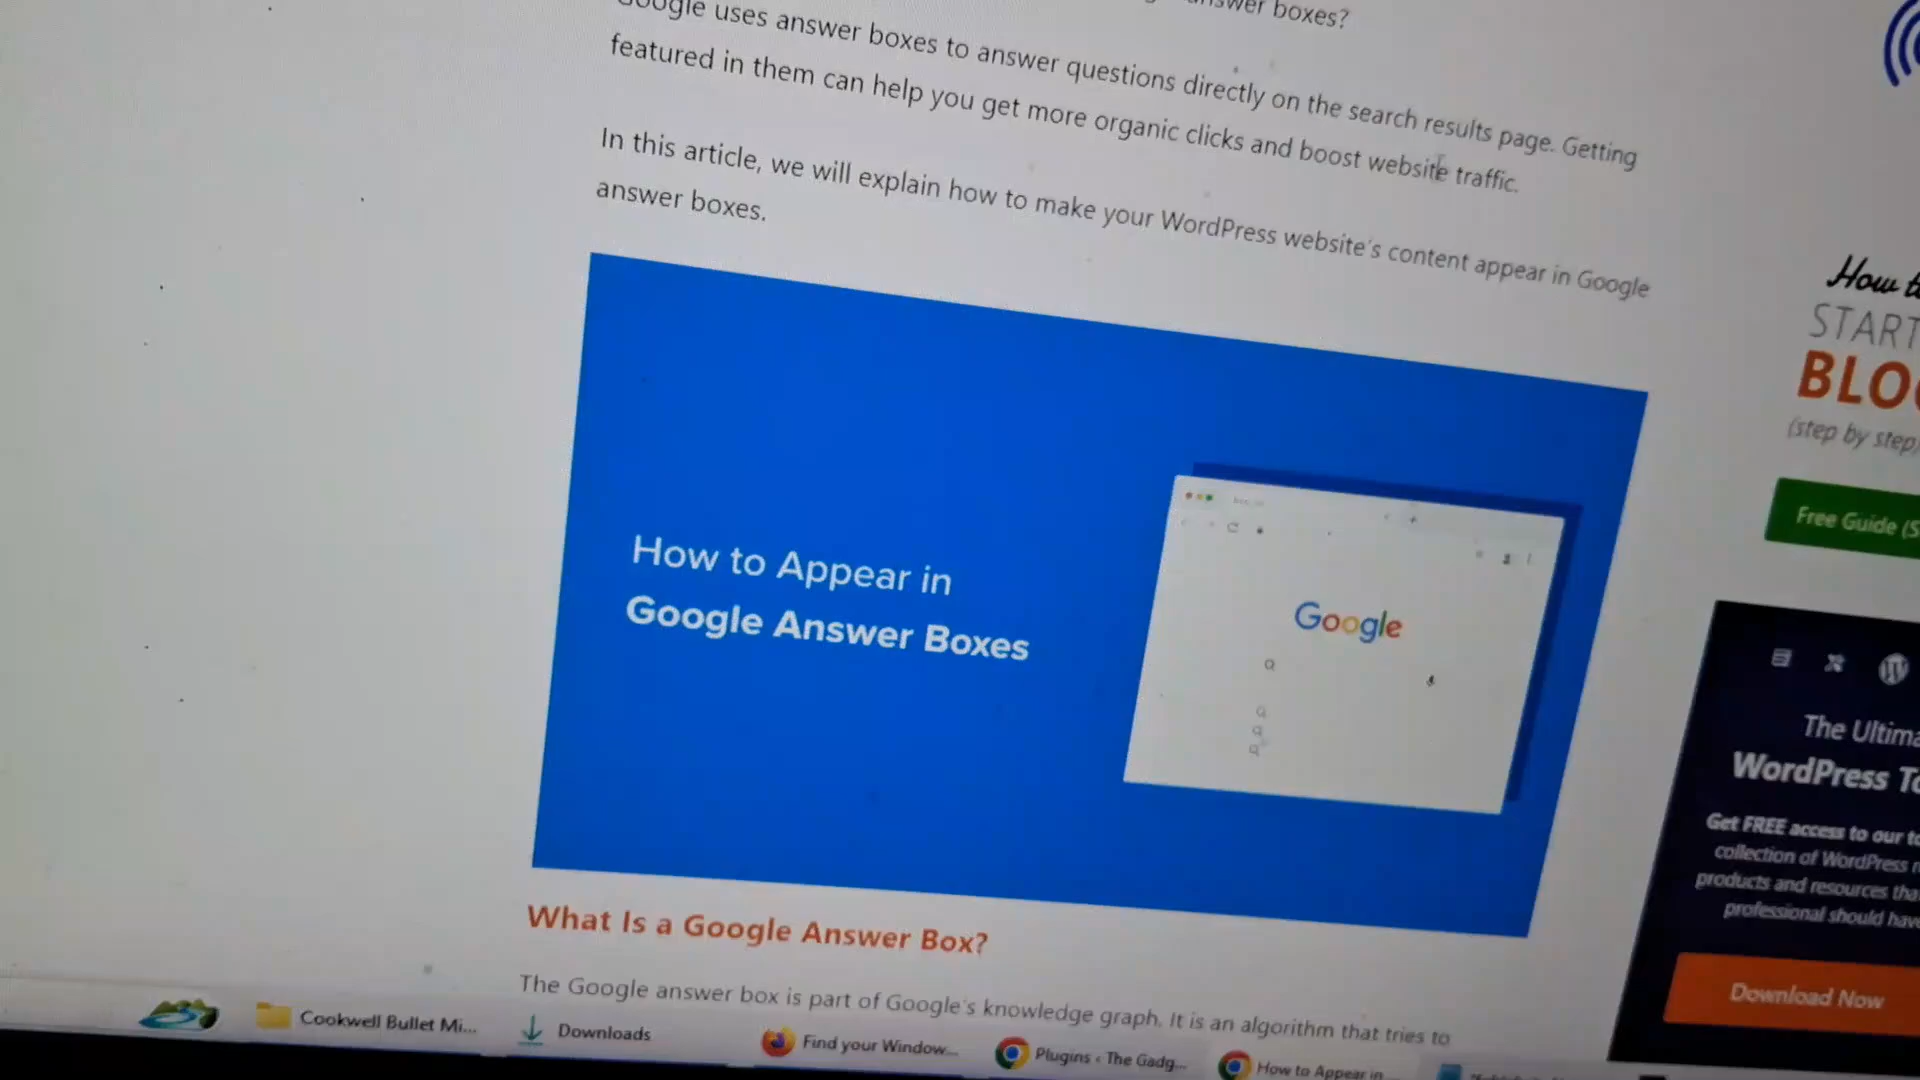 answer boxes?
Google uses answer boxes to answer questions directly on the search results page. Getting
featured in them can help you get more organic clicks and boost website traffic.
In this article, we will explain how to make your WordPress website's content appear in Google
answer boxes.
How to Appear in
Google Answer Boxes
Google
What Is a Google Answer Box?
The Google answer box is part of Google's knowledge graph. It is an algorithm that tries to
How t
START
BLO
(step by step)
Free Guide (S
The Ultima
WordPress To
Get FREE access to our to
collection of WordPress r
products and resources tha
professional should have
Download Now
Cookwell Bullet Mi...
Downloads
Find your Window...
Plugins ‹ The Gadg...
How to Appear in